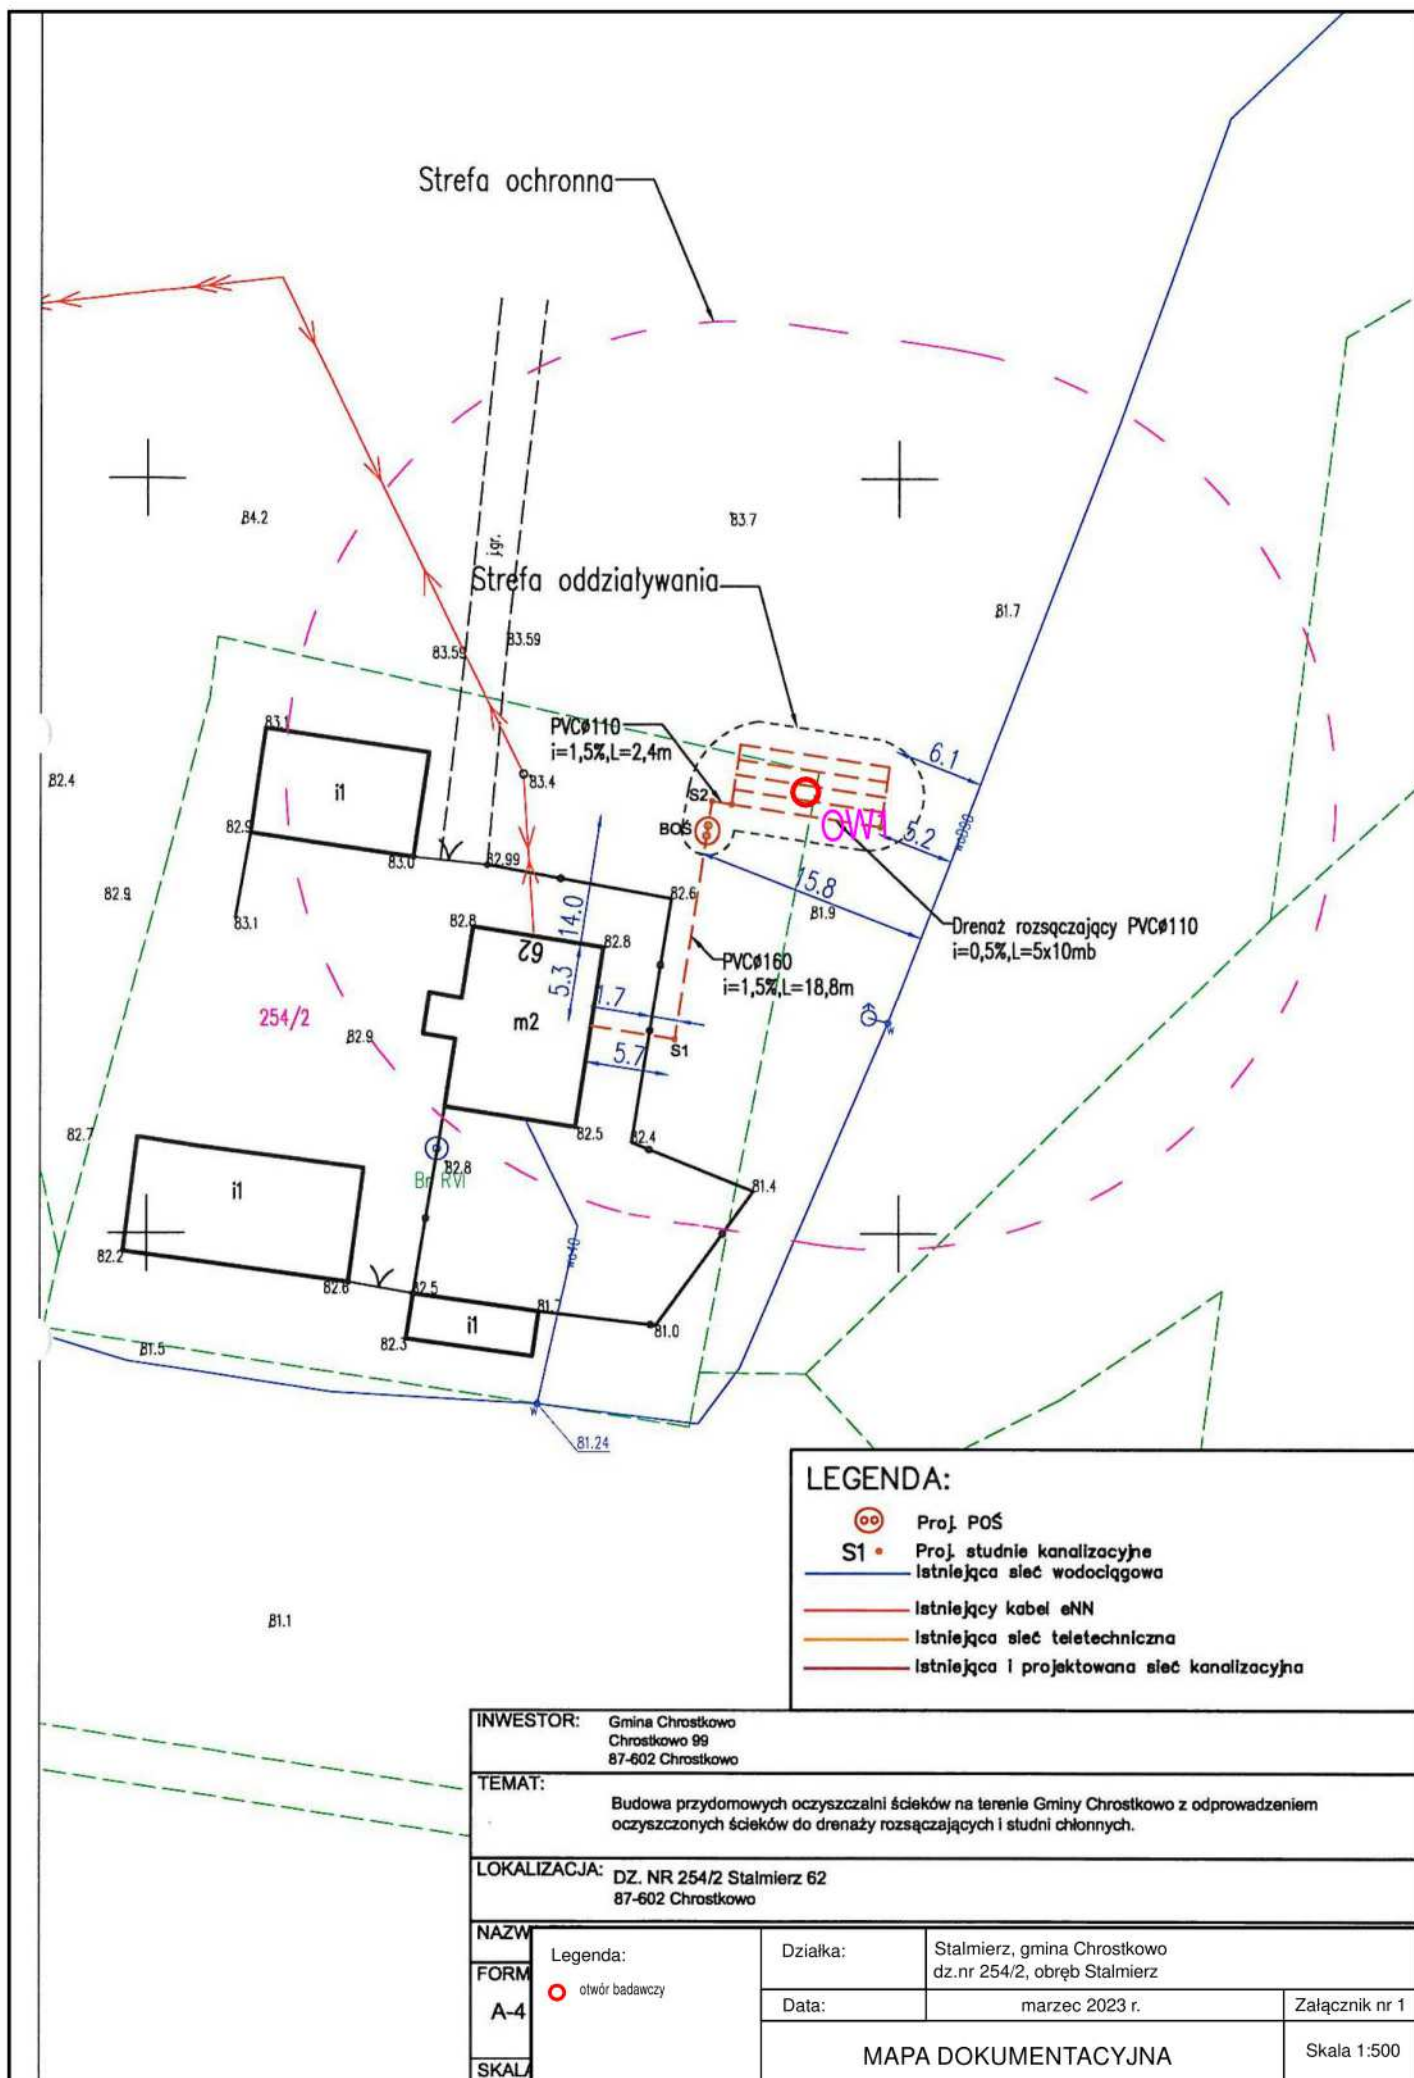 Strefa ochronna
84.2
83.7
j.gr.
Strefa oddziaływania
81.7
83.59
83.59
83.1
PVCø110
i=1,5%,L=2,4m
6.1
82.4
i1
83.4
S2
OW1
BOŚ
5.2
82.9
83.0
82.99
82.6
15.8
82.9
83.1
82.8
14.0
81.9
Drenaż rozsączający PVCø110
i=0,5%,L=5x10mb
62
82.8
5.3
PVCø160
i=1,5%,L=18,8m
254/2
1.7
m2
82.9
S1
w
5.7
82.7
82.5
82.4
82.8
Br RVI
81.4
i1
82.2
82.6
82.5
81.7
i1
82.3
81.0
81.5
w
81.24
LEGENDA:
Proj. POŚ
S1 Proj. studnie kanalizacyjne
Istniejąca sieć wodociągowa
Istniejący kabel eNN
Istniejąca sieć teletechniczna
Istniejąca i projektowana sieć kanalizacyjna
81.1
INWESTOR: Gmina Chrostkowo
Chrostkowo 99
87-602 Chrostkowo
TEMAT:
Budowa przydomowych oczyszczalni ścieków na terenie Gminy Chrostkowo z odprowadzeniem
oczyszczonych ścieków do drenaży rozsączających i studni chłonnych.
LOKALIZACJA: DZ. NR 254/2 Stalmierz 62
87-602 Chrostkowo
NAZW
FORM
A-4
SKALA
Legenda:
otwór badawczy
Działka:
Stalmierz, gmina Chrostkowo
dz.nr 254/2, obręb Stalmierz
Data:
marzec 2023 r.
Załącznik nr 1
MAPA DOKUMENTACYJNA
Skala 1:500